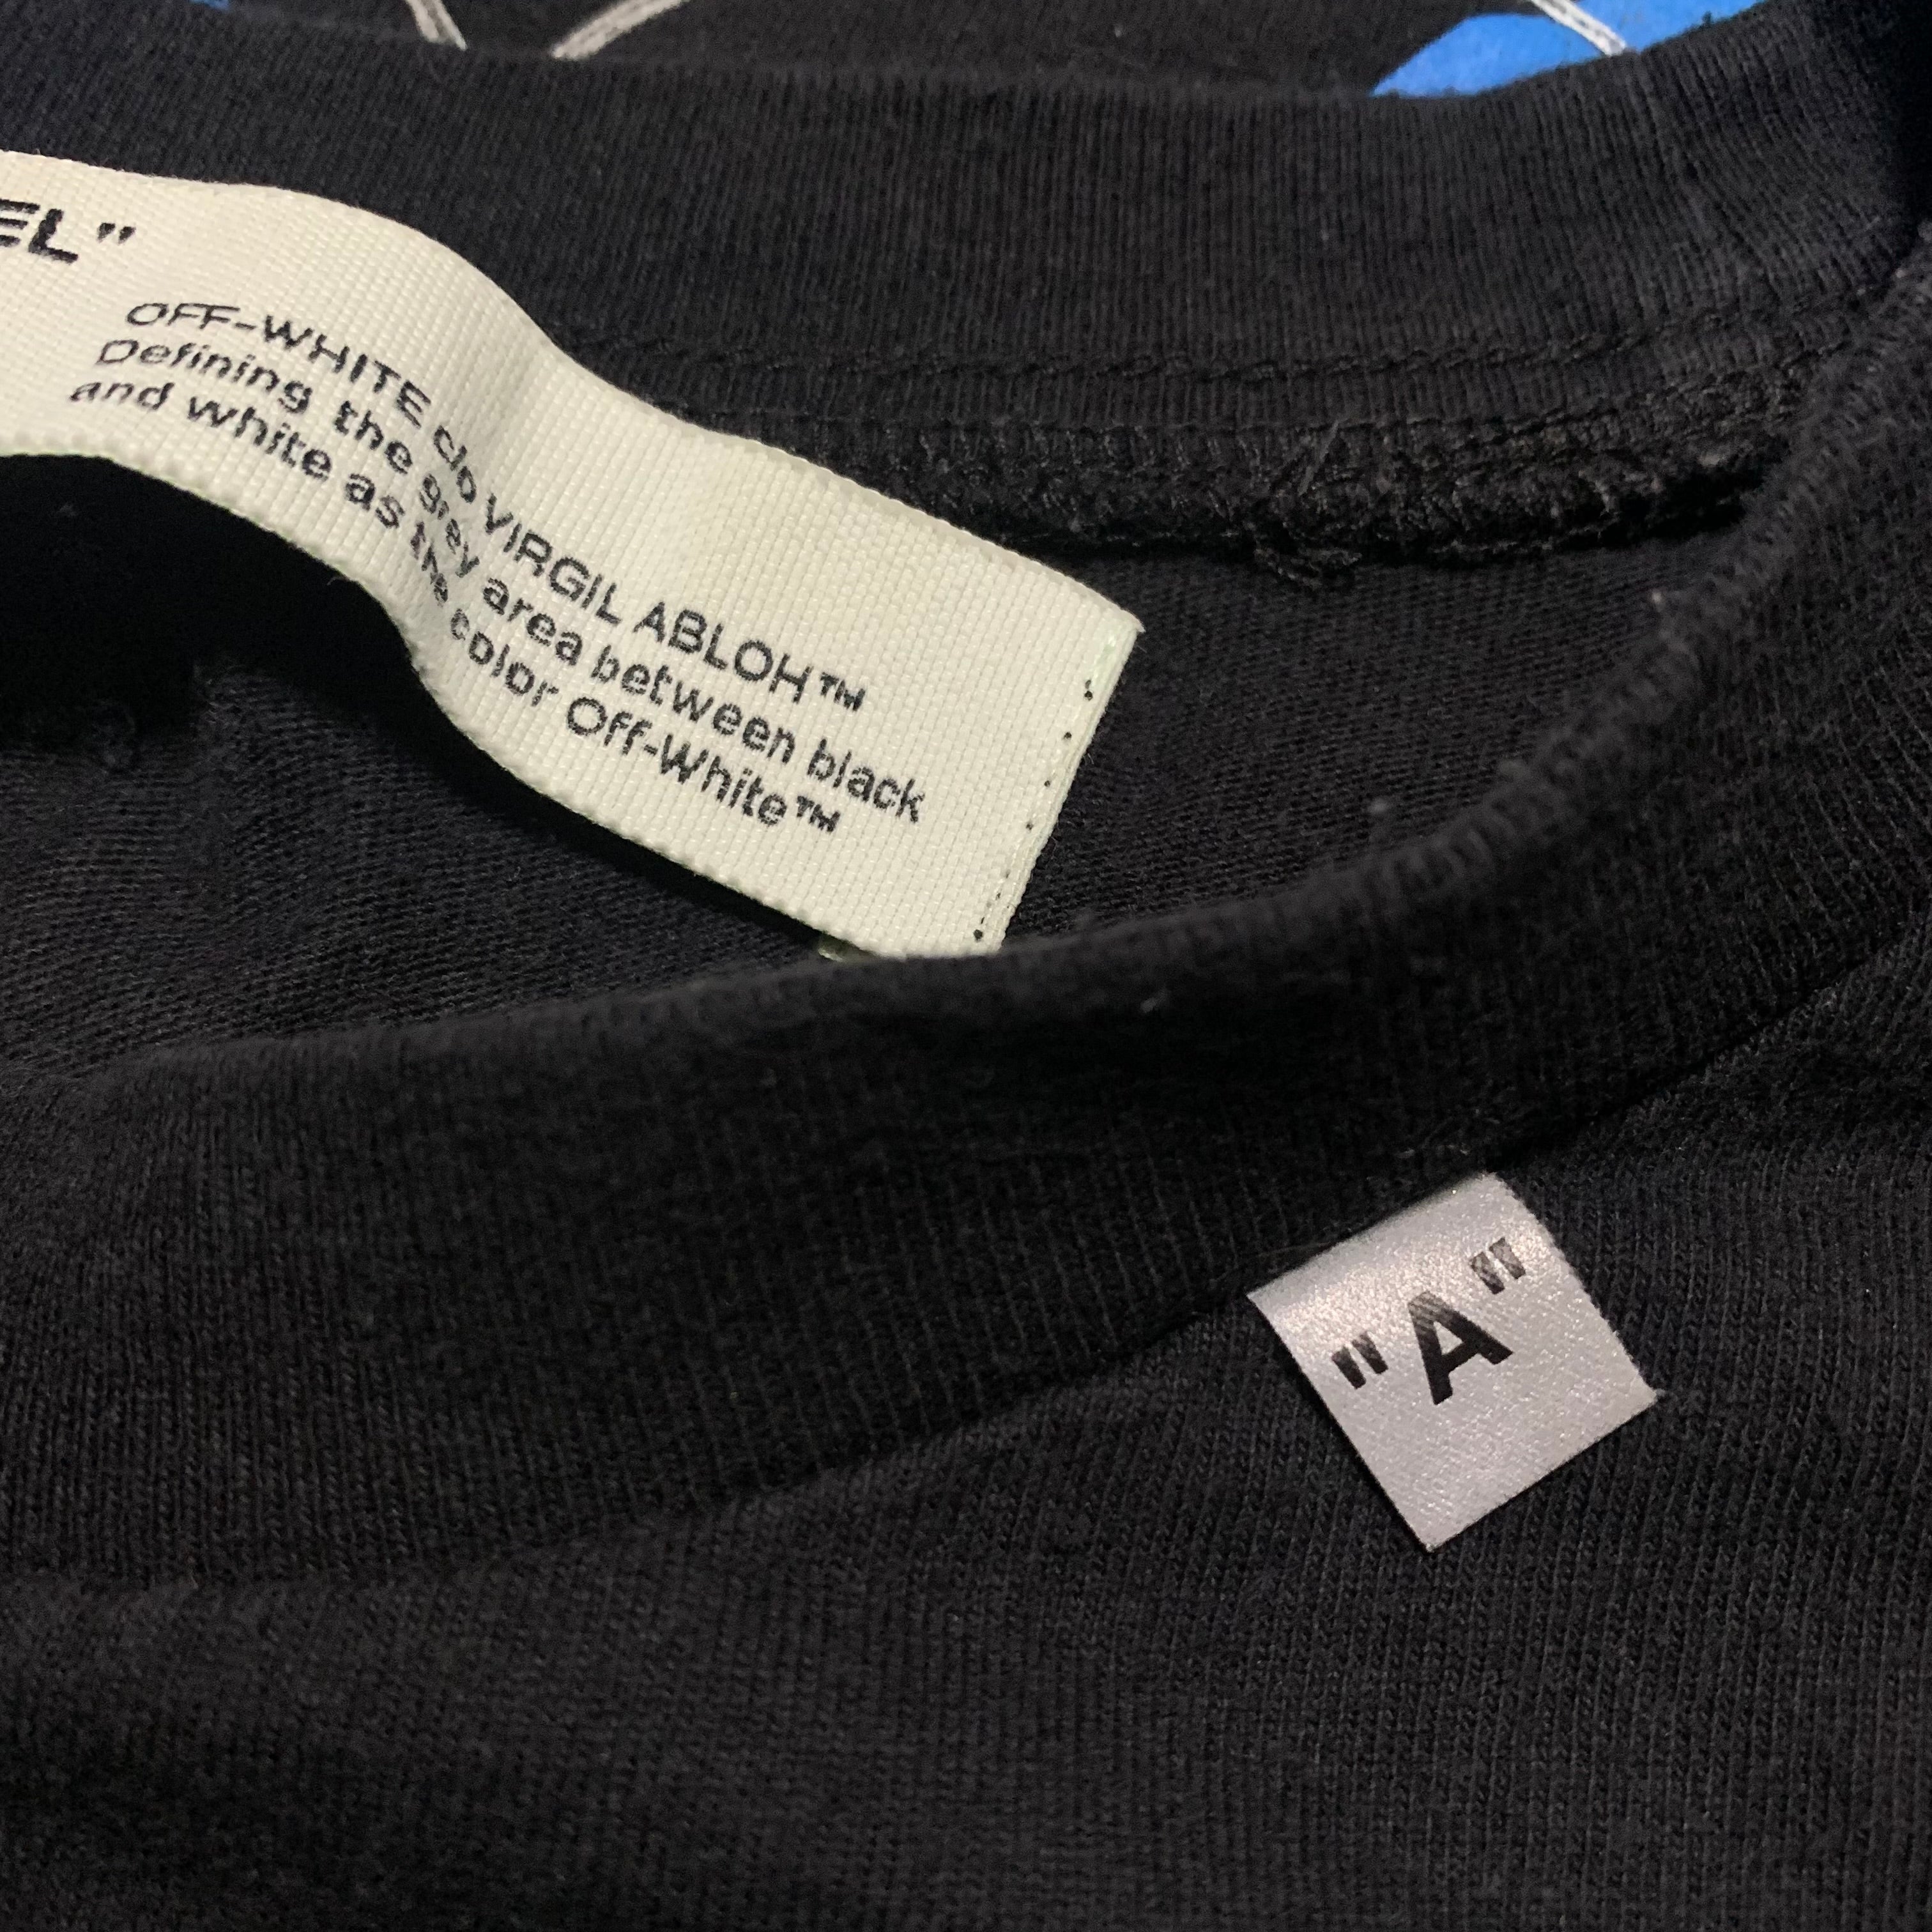 EL"
OFF-WHITE c/o VIRGIL ABLOH™
Defining the grey area between black
and white as the color Off-White™
"A"